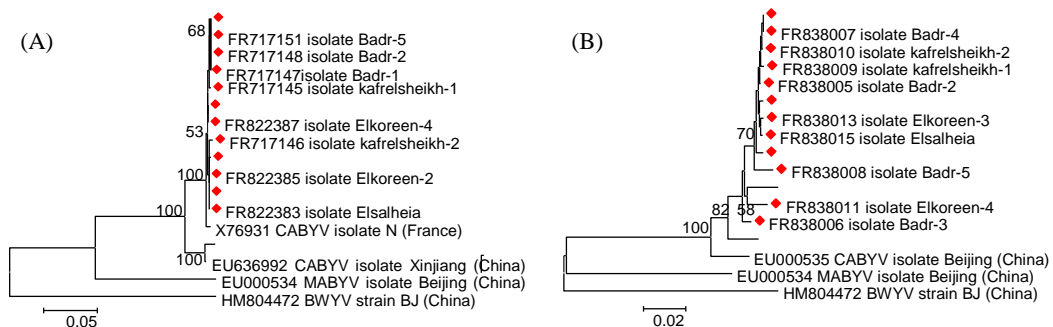 (A)
68
FR717151 isolate Badr-5
FR717148 isolate Badr-2
FR717147isolate Badr-1
FR717145 isolate kafrelsheikh-1
53
FR822387 isolate Elkoreen-4
FR717146 isolate kafrelsheikh-2
100
FR822385 isolate Elkoreen-2
100
FR822383 isolate Elsalheia
X76931 CABYV isolate N (France)
100
EU636992 CABYV isolate Xinjiang (China)
EU000534 MABYV isolate Beijing (China)
HM804472 BWYV strain BJ (China)
0.05
(B)
FR838007 isolate Badr-4
FR838010 isolate kafrelsheikh-2
FR838009 isolate kafrelsheikh-1
FR838005 isolate Badr-2
FR838013 isolate Elkoreen-3
70
FR838015 isolate Elsalheia
FR838008 isolate Badr-5
82 58
FR838011 isolate Elkoreen-4
FR838006 isolate Badr-3
100
EU000535 CABYV isolate Beijing (China)
EU000534 MABYV isolate Beijing (China)
HM804472 BWYV strain BJ (China)
0.02